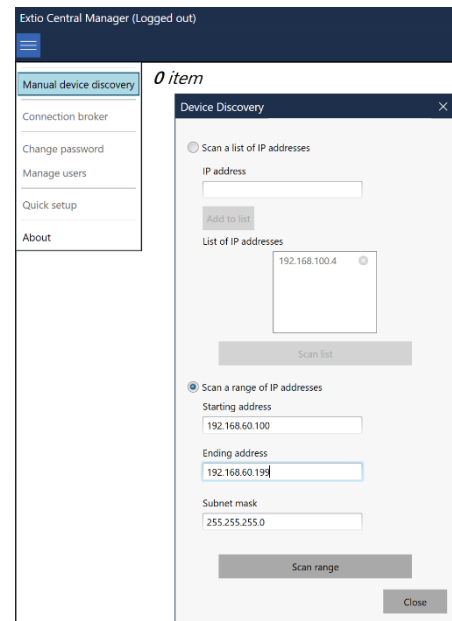 Extio Central Manager (Logged out)
0 item
Manual device discovery
Connection broker
Change password
Manage users
Quick setup
About
Device Discovery
Scan a list of IP addresses
IP address
Add to list
List of IP addresses
192.168.100.4
Scan list
Scan a range of IP addresses
Starting address
192.168.60.100
Ending address
192.168.60.199
Subnet mask
255.255.255.0
Scan range
Close